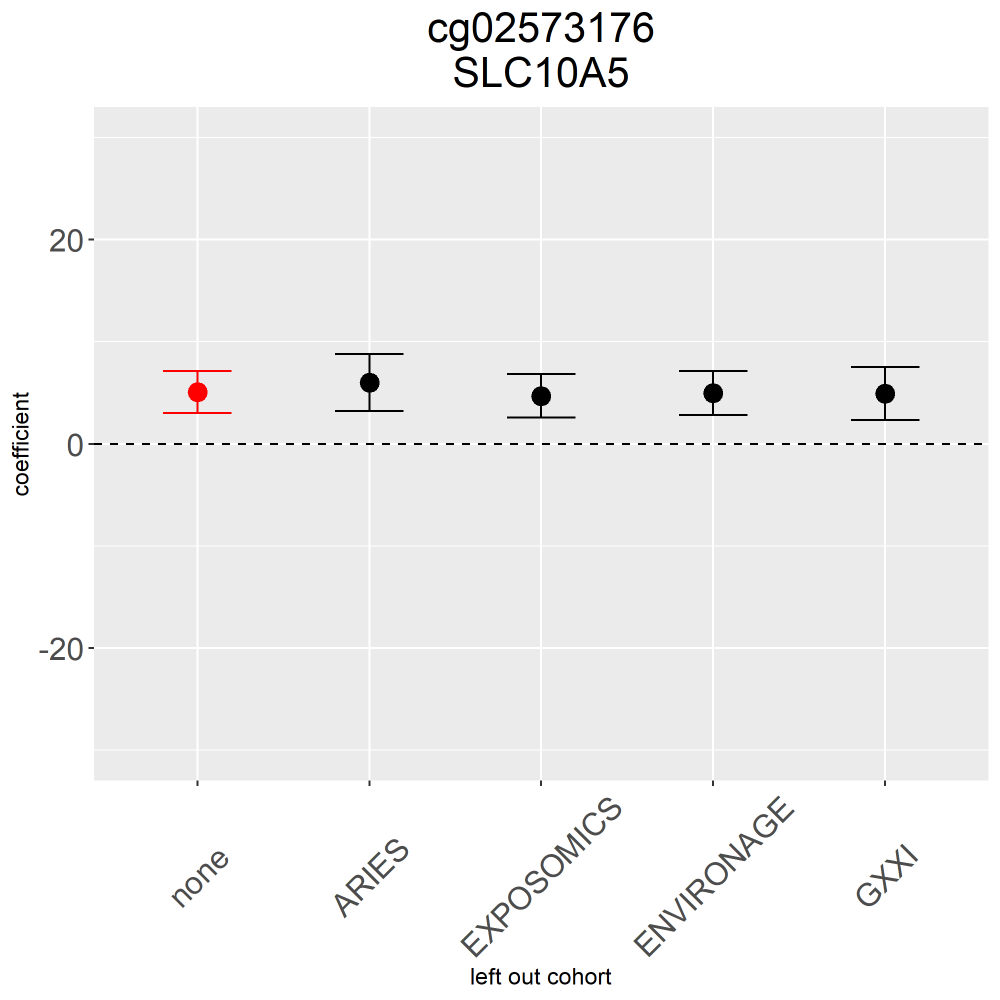 cg02573176
SLC10A5
20
0
-20
coefficient
none
ARIES
EXPOSOMICS
ENVIRONAGE
GXXI
left out cohort